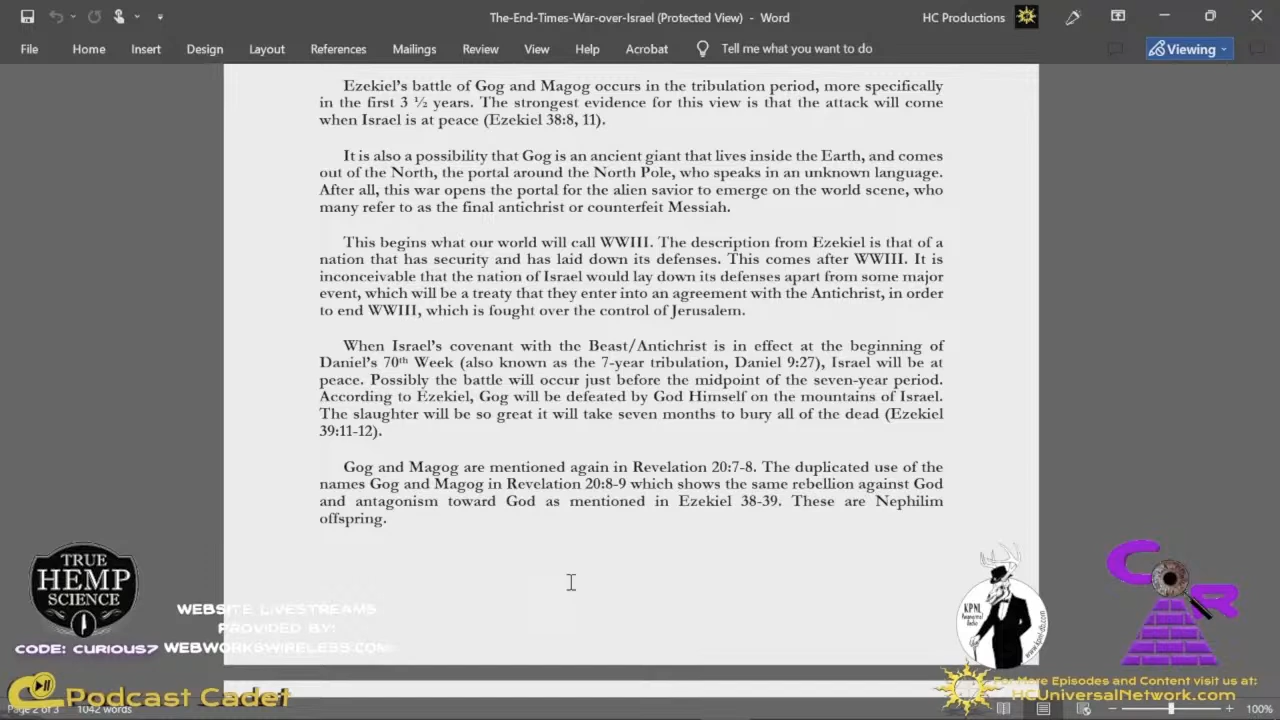 The-End-Times-War-over-Israel (Protected View) - Word
HC Productions
File Home Insert Design Layout References Mailings Review View Help Acrobat Tell me what you want to do
Viewing
Ezekiel's battle of Gog and Magog occurs in the tribulation period, more specifically
in the first 3 ½ years. The strongest evidence for this view is that the attack will come
when Israel is at peace (Ezekiel 38:8, 11).
It is also a possibility that Gog is an ancient giant that lives inside the Earth, and comes
out of the North, the portal around the North Pole, who speaks in an unknown language.
After all, this war opens the portal for the alien savior to emerge on the world scene, who
many refer to as the final antichrist or counterfeit Messiah.
This begins what our world will call WWIII. The description from Ezekiel is that of a
nation that has security and has laid down its defenses. This comes after WWIII. It is
inconceivable that the nation of Israel would lay down its defenses apart from some major
event, which will be a treaty that they enter into an agreement with the Antichrist, in order
to end WWIII, which is fought over the control of Jerusalem.
When Israel's covenant with the Beast/Antichrist is in effect at the beginning of
Daniel's 70th Week (also known as the 7-year tribulation, Daniel 9:27), Israel will be at
peace. Possibly the battle will occur just before the midpoint of the seven-year period.
According to Ezekiel, Gog will be defeated by God Himself on the mountains of Israel.
The slaughter will be so great it will take seven months to bury all of the dead (Ezekiel
39:11-12).
Gog and Magog are mentioned again in Revelation 20:7-8. The duplicated use of the
names Gog and Magog in Revelation 20:8-9 which shows the same rebellion against God
and antagonism toward God as mentioned in Ezekiel 38-39. These are Nephilim
offspring.
TRUE
HEMP
SCIENCE
CODE: CURIOUS7
WEBSITE LIVESTREAMS
PROVIDED BY:
WEBWORKSWIRELESS.COM
KPNL
C R
Podcast Cadet
For More Episodes and Content visit us at:
HCUniversalNetwork.com
Page 2 of 3 1042 words
100%